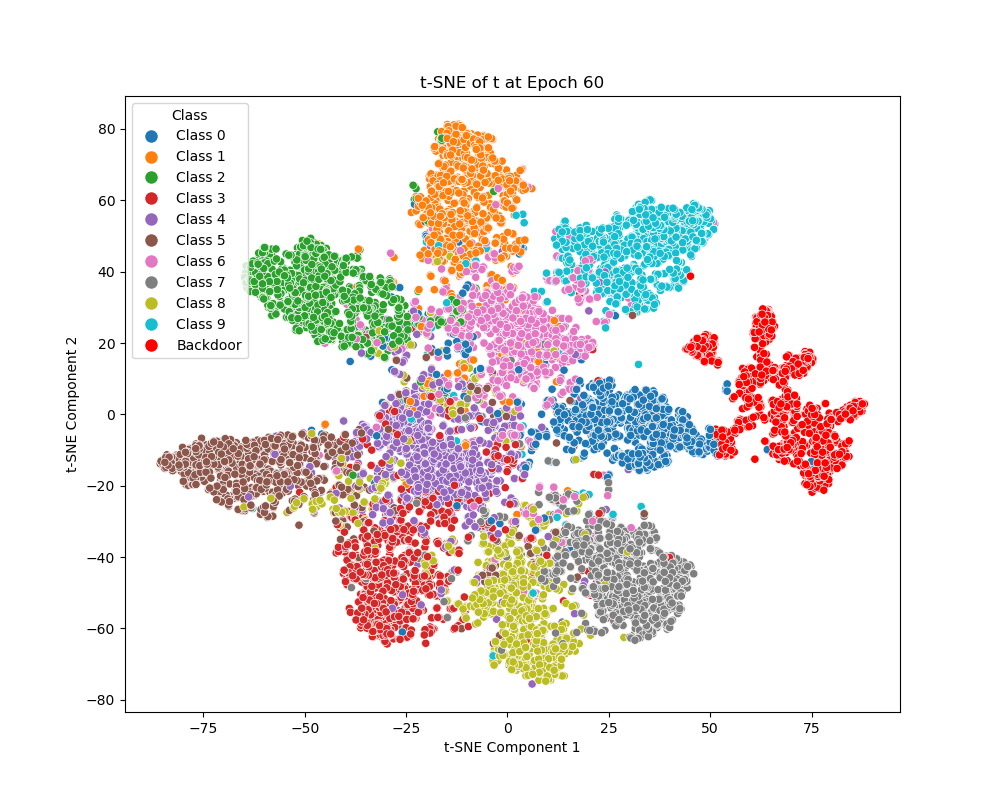 t-SNE of t at Epoch 60
Class
Class 0
Class 1
Class 2
Class 3
Class 4
Class 5
Class 6
Class 7
Class 8
Class 9
Backdoor
80
60
40
20
0
−20
−40
−60
−80
t-SNE Component 2
−75
−50
−25
0
25
50
75
t-SNE Component 1